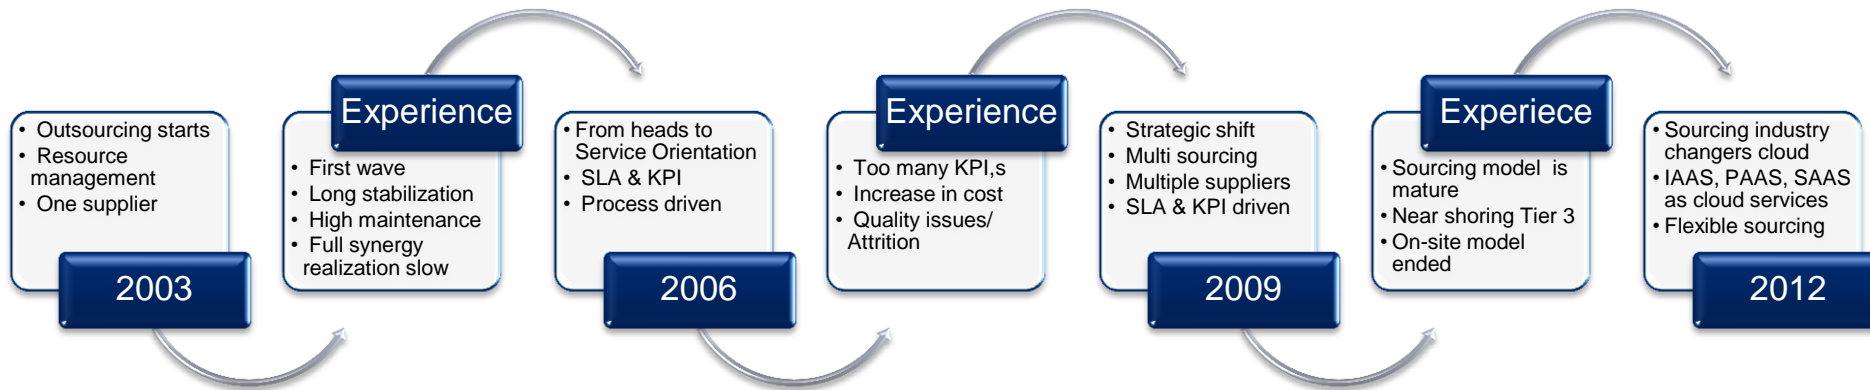 • Outsourcing starts
• Resource
management
• One supplier
2003
Experience
• First wave
• Long stabilization
• High maintenance
• Full synergy
realization slow
• From heads to
Service Orientation
• SLA & KPI
• Process driven
2006
Experience
• Too many KPI,s
• Increase in cost
• Quality issues/
Attrition
• Strategic shift
• Multi sourcing
• Multiple suppliers
• SLA & KPI driven
2009
Experiece
• Sourcing model is
mature
• Near shoring Tier 3
• On-site model
ended
• Sourcing industry
changers cloud
• IAAS, PAAS, SAAS
as cloud services
• Flexible sourcing
2012